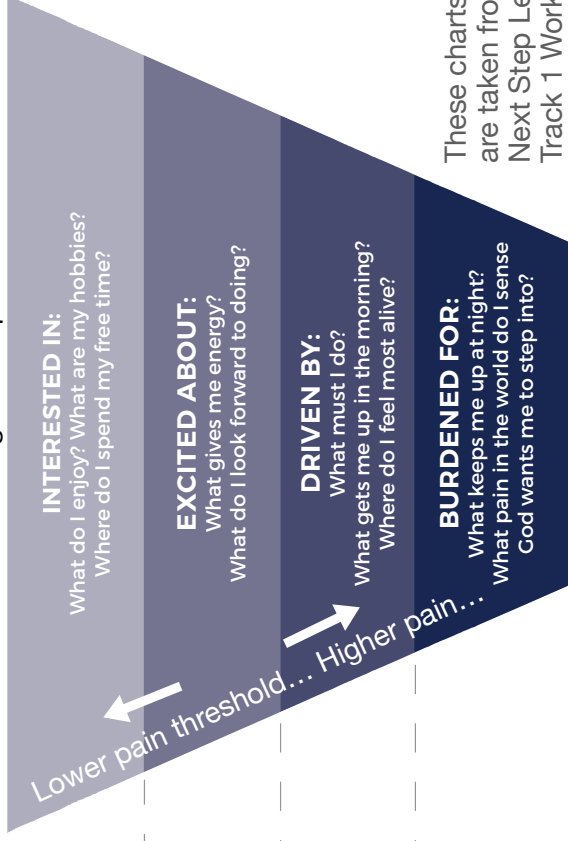 INTERESTED IN:
What do I enjoy? What are my hobbies?
Where do I spend my free time?
EXCITED ABOUT:
What gives me energy?
What do I look forward to doing?
DRIVEN BY:
What must I do?
What gets me up in the morning?
Where do I feel most alive?
BURDENED FOR:
What keeps me up at night?
What pain in the world do I sense
God wants me to step into?
Lower pain threshold... Higher pain...
These charts
are taken fro
Next Step Le
Track 1 Work